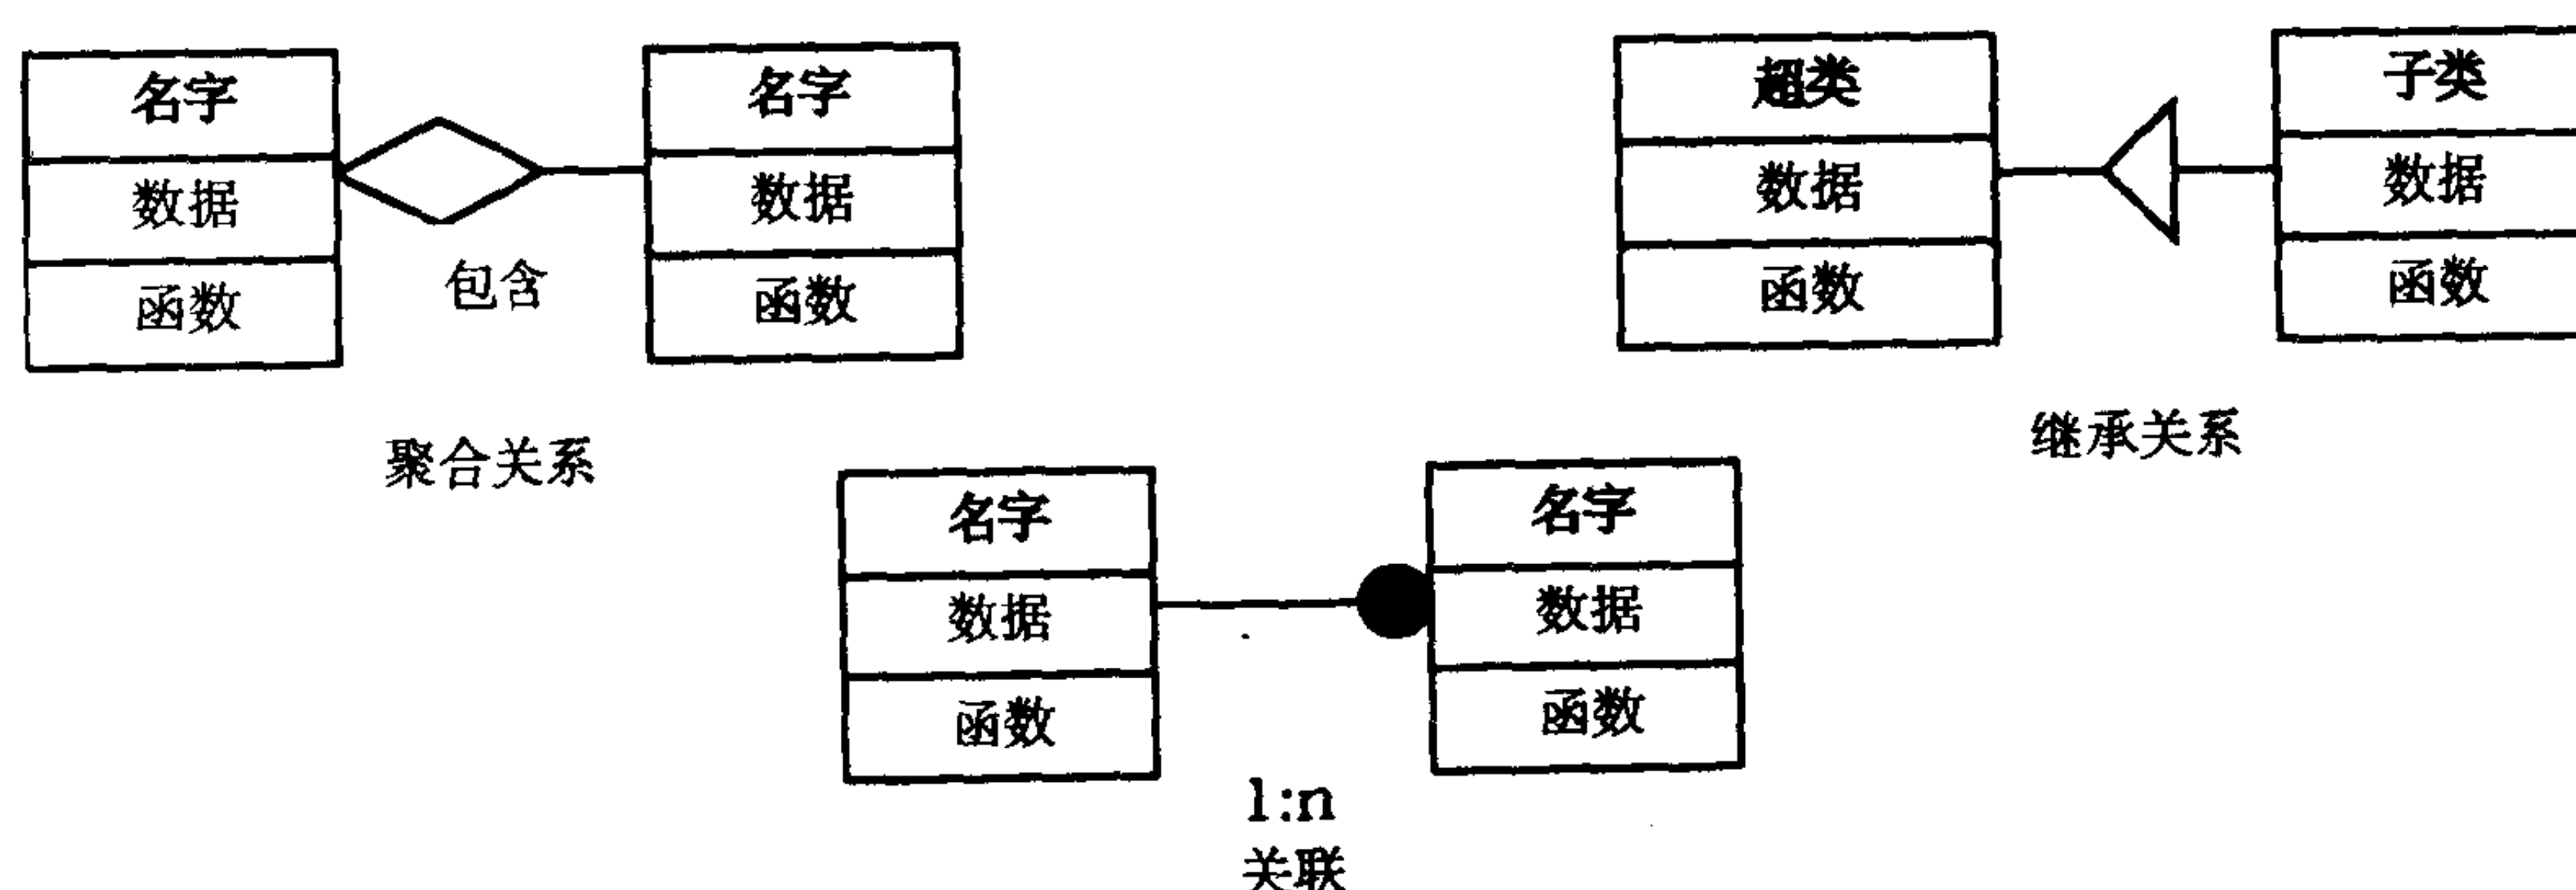 名字
数据
函数
包含
名字
数据
函数
聚合关系
超类
数据
函数
子类
数据
函数
继承关系
名字
数据
函数
名字
数据
函数
1:n
关联